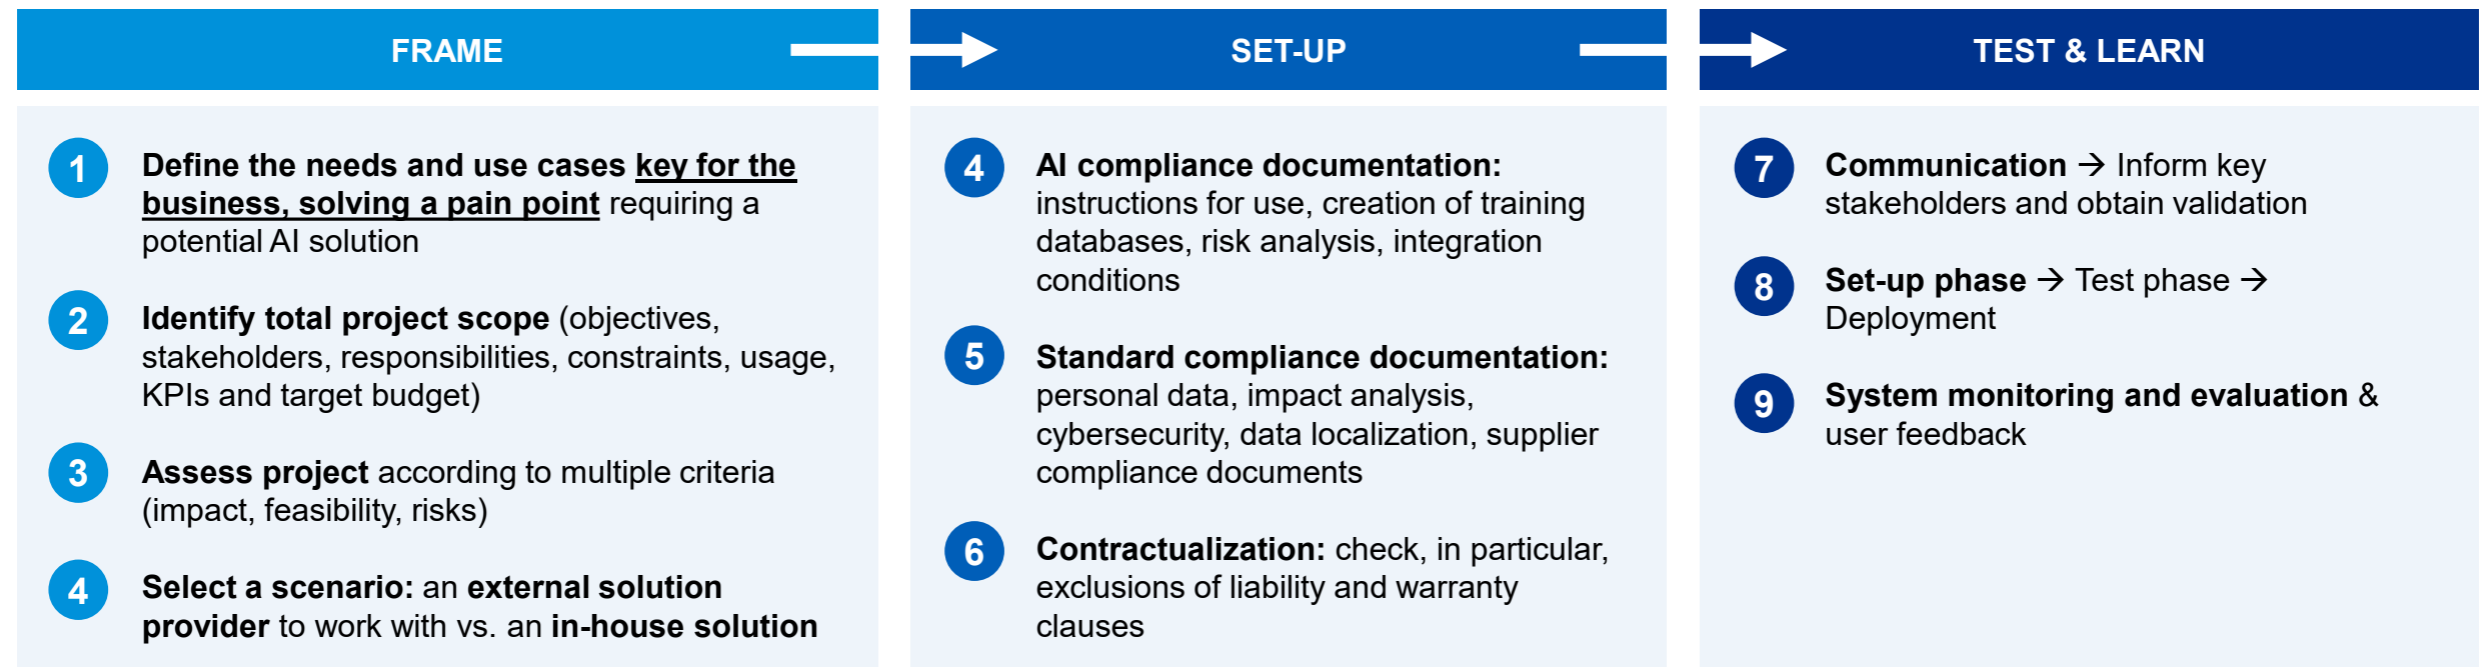 FRAME
1
Define the needs and use cases key for the
business, solving a pain point requiring a
potential AI solution
2
Identify total project scope (objectives,
stakeholders, responsibilities, constraints, usage,
KPIs and target budget)
3
Assess project according to multiple criteria
(impact, feasibility, risks)
4
Select a scenario: an external solution
provider to work with vs. an in-house solution
SET-UP
4
AI compliance documentation:
instructions for use, creation of training
databases, risk analysis, integration
conditions
5
Standard compliance documentation:
personal data, impact analysis,
cybersecurity, data localization, supplier
compliance documents
6
Contractualization: check, in particular,
exclusions of liability and warranty
clauses
TEST & LEARN
7
Communication → Inform key
stakeholders and obtain validation
8
Set-up phase → Test phase →
Deployment
9
System monitoring and evaluation &
user feedback